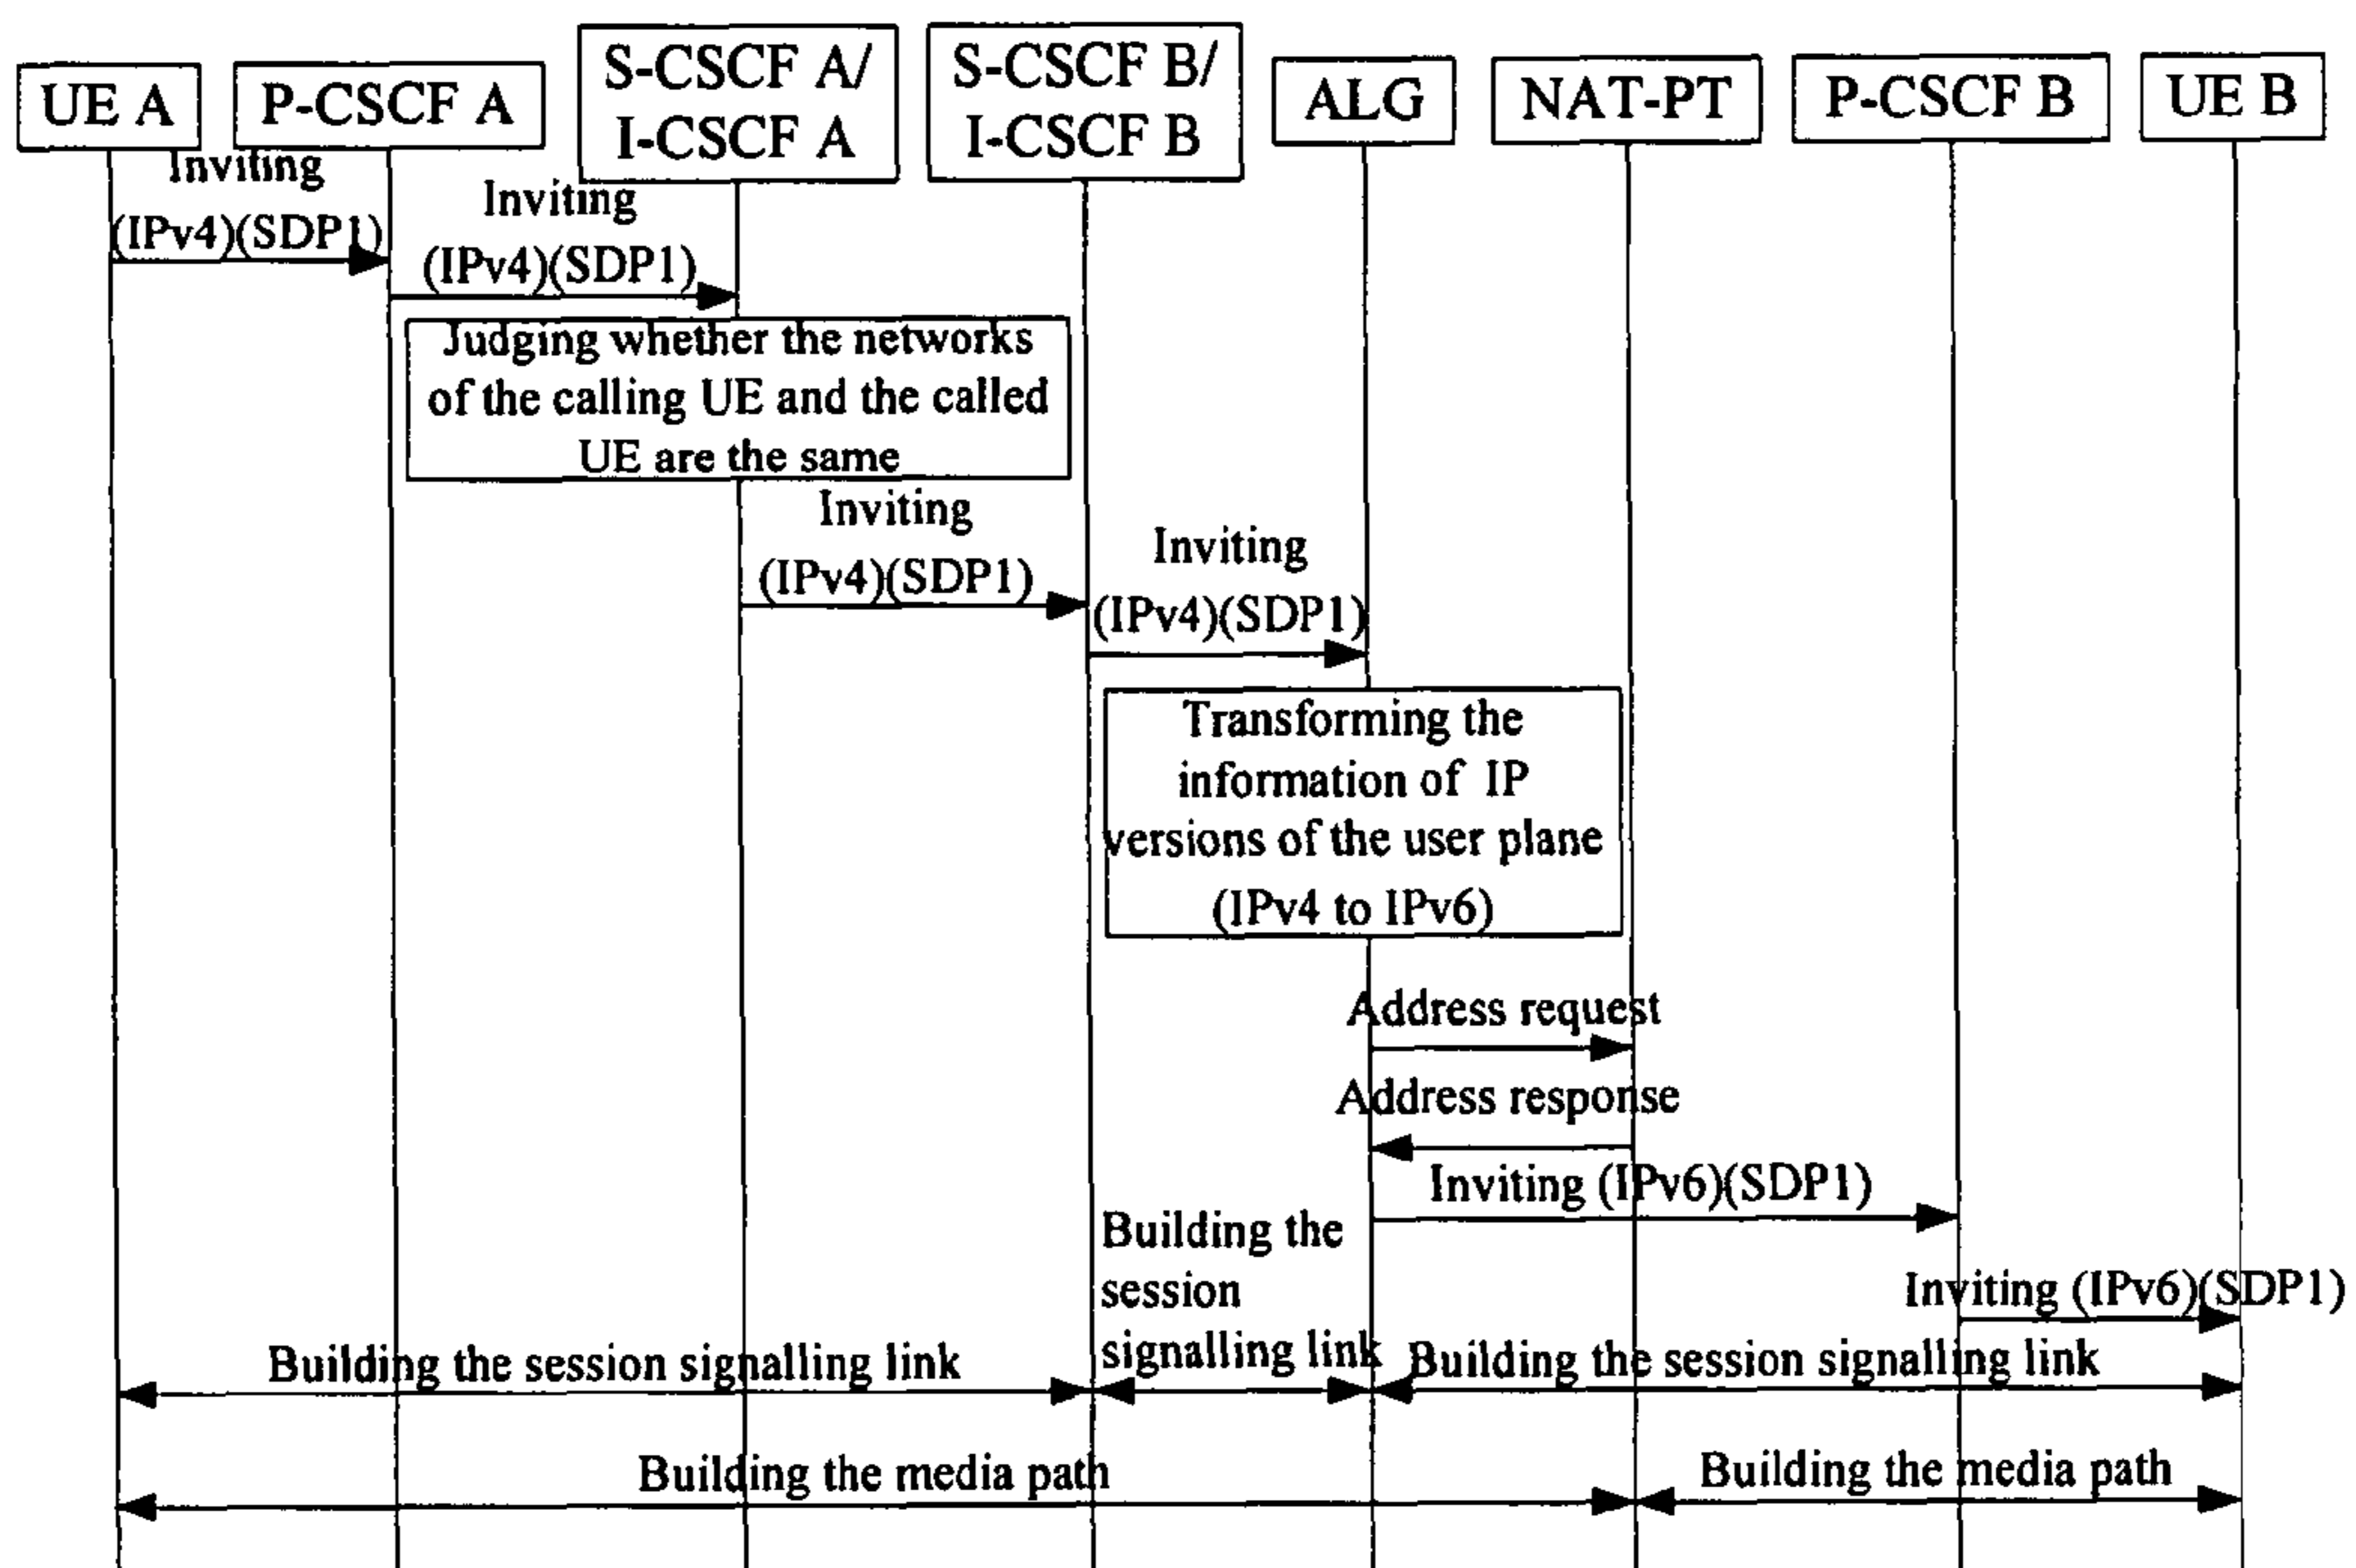 UE A
P-CSCF A
S-CSCF A/
I-CSCF A
S-CSCF B/
I-CSCF B
ALG
NAT-PT
P-CSCF B
UE B
Inviting
(IPv4)(SDP1)
Inviting
(IPv4)(SDP1)
Judging whether the networks
of the calling UE and the called
UE are the same
Inviting
(IPv4)(SDP1)
Inviting
(IPv4)(SDP1)
Transforming the
information of IP
versions of the user plane
(IPv4 to IPv6)
Address request
Address response
Inviting (IPv6)(SDP1)
Inviting (IPv6)(SDP1)
Building the session signalling link
Building the
session
signalling link
Building the session signalling link
Building the media path
Building the media path